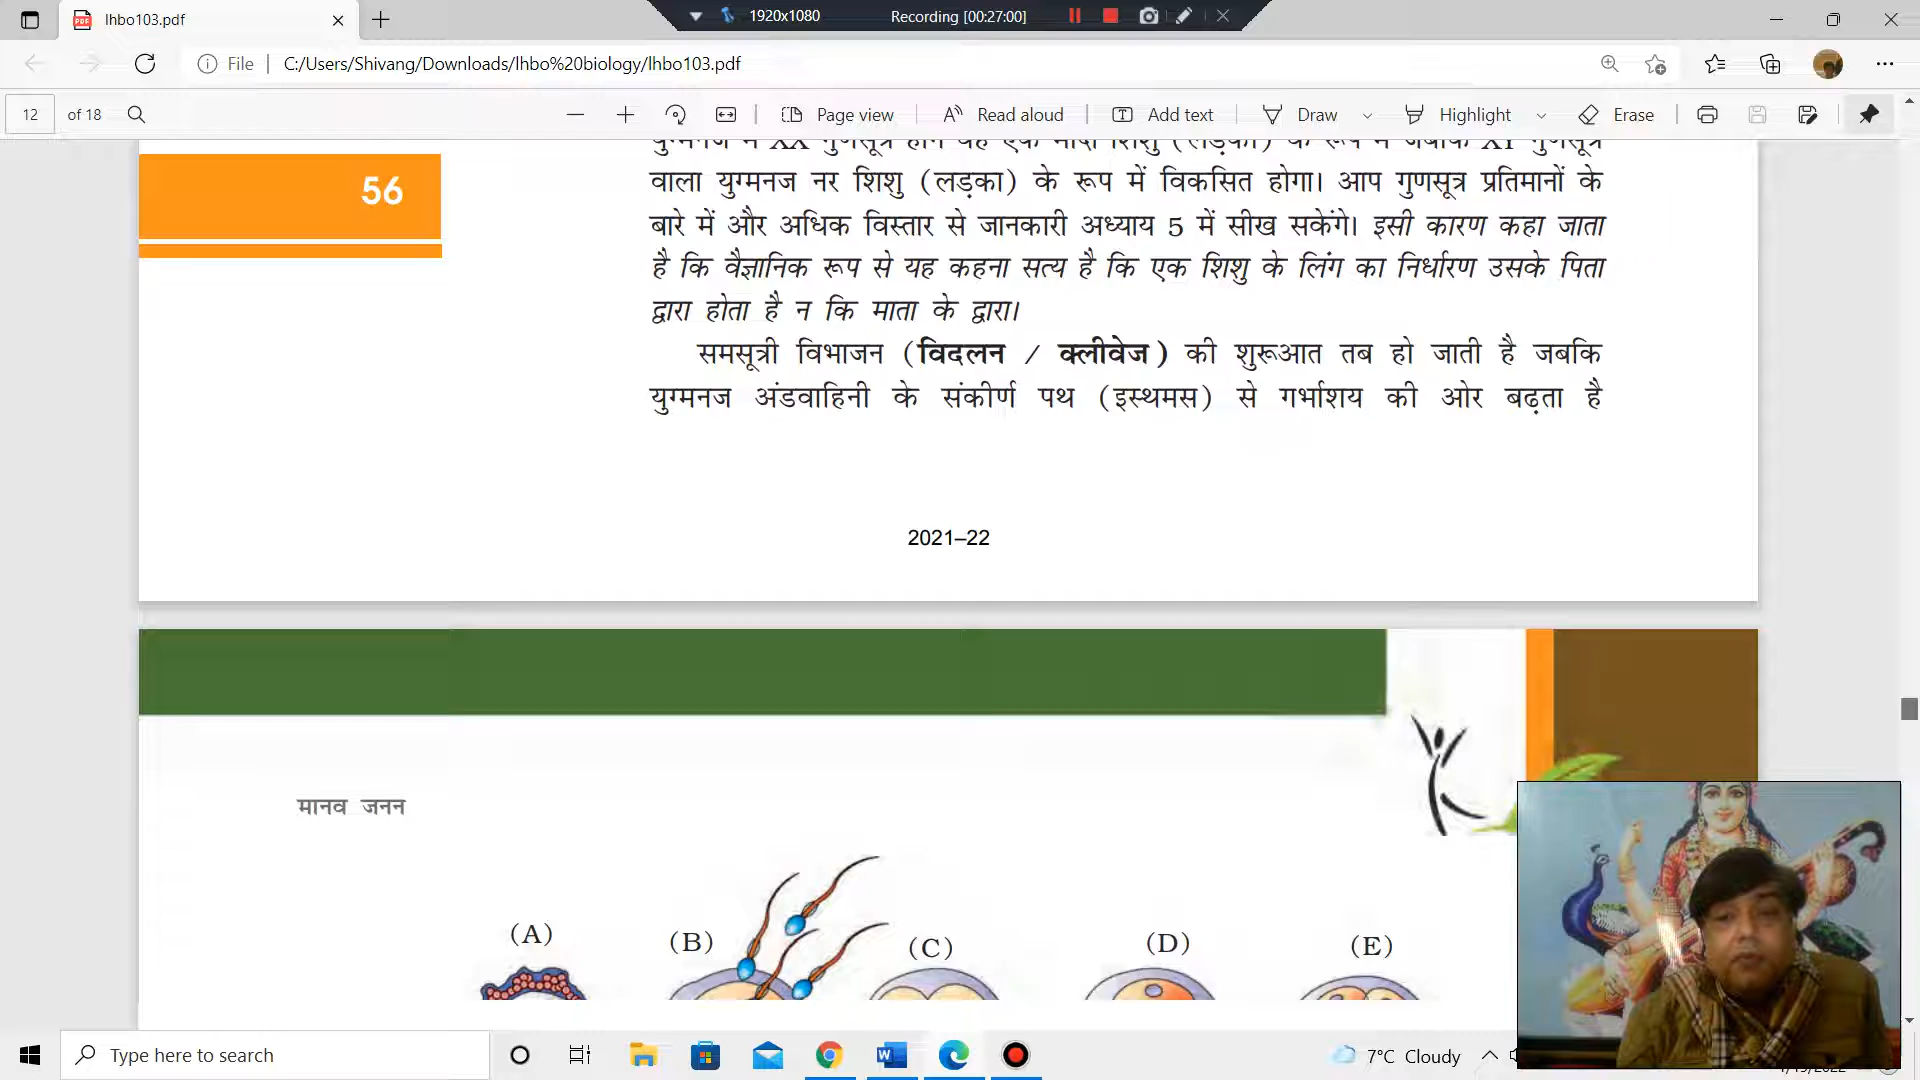 lhbo103.pdf
1920x1080
Recording [00:27:00]
File
C:/Users/Shivang/Downloads/lhbo%20biology/lhbo103.pdf
12 of 18
Page view
Read aloud
Add text
Draw
Highlight
Erase
56
वाला युग्मनज नर शिशु (लड़का) के रूप में विकसित होगा। आप गुणसूत्र प्रतिमानों के
बारे में और अधिक विस्तार से जानकारी अध्याय 5 में सीख सकेंगे। इसी कारण कहा जाता
है कि वैज्ञानिक रूप से यह कहना सत्य है कि एक शिशु के लिंग का निर्धारण उसके पिता
द्वारा होता है न कि माता के द्वारा।
समसूत्री विभाजन (विदलन / क्लीवेज) की शुरूआत तब हो जाती है जबकि
युग्मनज अंडवाहिनी के संकीर्ण पथ (इस्थमस) से गर्भाशय की ओर बढ़ता है
2021–22
मानव जनन
(A)
(B)
(C)
(D)
(E)
Type here to search
7°C Cloudy